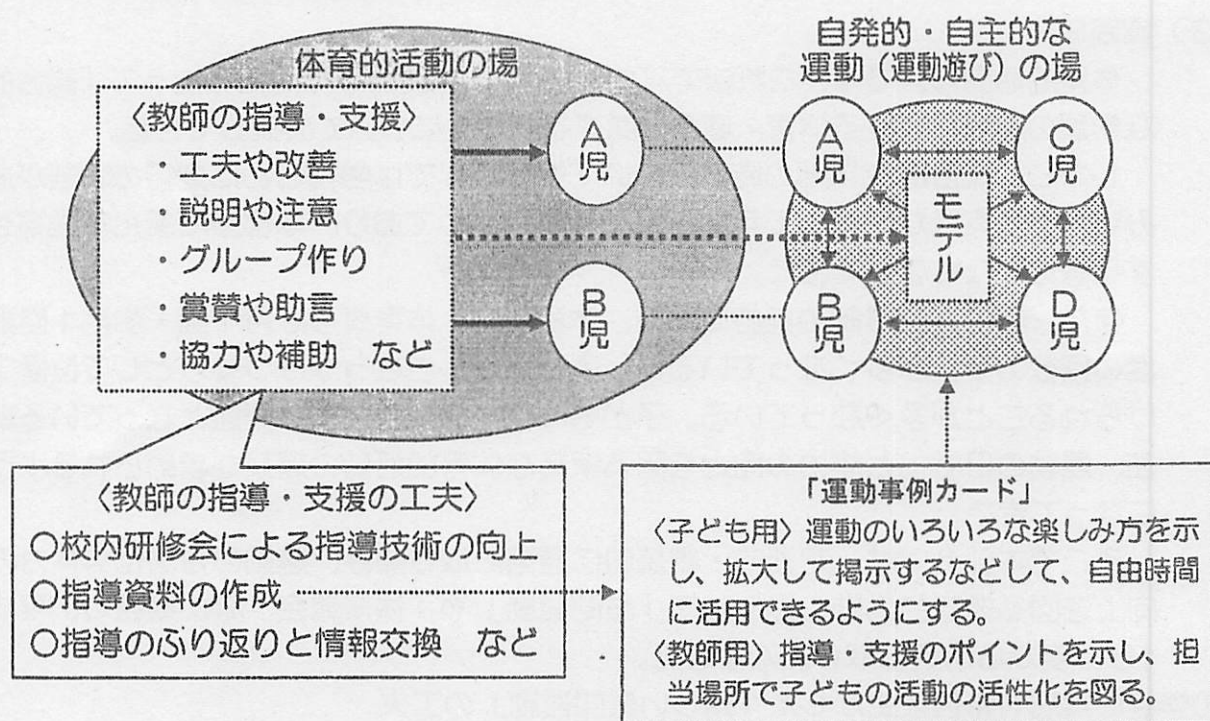 体育的活動の場
〈教師の指導・支援〉
・工夫や改善
・説明や注意
・グループ作り
・賞賛や助言
・協力や補助 など
A児
B児
自発的・自主的な
運動（運動遊び）の場
A児
C児
モデル
B児
D児
〈教師の指導・支援の工夫〉
○校内研修会による指導技術の向上
○指導資料の作成
○指導のふり返りと情報交換 など
「運動事例カード」
〈子ども用〉運動のいろいろな楽しみ方を示
し、拡大して掲示するなどして、自由時間
に活用できるようにする。
〈教師用〉指導・支援のポイントを示し、担
当場所で子どもの活動の活性化を図る。